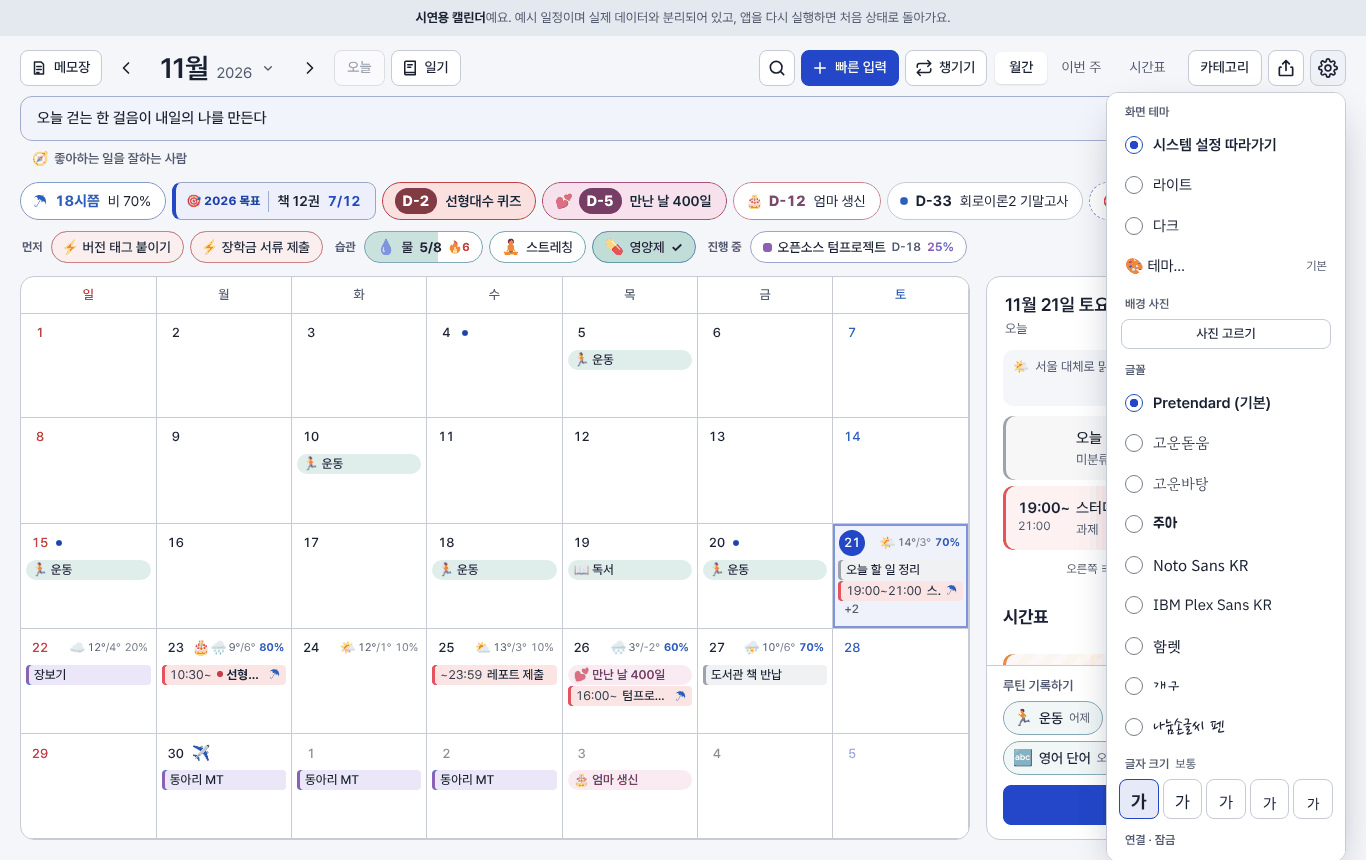 시연용 캘린더예요. 예시 일정이며 실제 데이터와 분리되어 있고, 앱을 다시 실행하면 처음 상태로 돌아가요.
메모장 11월 2026 오늘 일기 빠른 입력 챙기기 월간 이번 주 시간표 카테고리
오늘 걷는 한 걸음이 내일의 나를 만든다
🧭 좋아하는 일을 잘하는 사람
☂ 18시쯤 비 70% 🎯 2026 목표 책 12권 7/12 D-2 선형대수 퀴즈 💕 D-5 만난 날 400일 🎂 D-12 엄마 생신 D-33 회로이론2 기말고사
먼저 ⚡ 버전 태그 붙이기 ⚡ 장학금 서류 제출 습관 💧 물 5/8 🔥6 🧘 스트레칭 💊 영양제 ✓ 진행 중 오픈소스 텀프로젝트 D-18 25%
일 월 화 수 목 금 토
1 2 3 4 5 6 7
🏃 운동
8 9 10 11 12 13 14
🏃 운동
15 16 17 18 19 20 21 🌤 14°/3° 70%
🏃 운동 🏃 운동 📖 독서 🏃 운동 오늘 할 일 정리
19:00~21:00 스.. ☂
+2
22 ☁ 12°/4° 20% 23 🎂 🌧 9°/6° 80% 24 🌤 12°/1° 10% 25 ⛅ 13°/3° 10% 26 🌧 3°/-2° 60% 27 10°/6° 70% 28
장보기 10:30~ 선형... ☂ ~23:59 레포트 제출 💕 만난 날 400일 도서관 책 반납
16:00~ 텀프로... ☂
29 30 ✈ 1 2 3 4 5
동아리 MT 동아리 MT 동아리 MT 🎂 엄마 생신
11월 21일 토요
오늘
🌤 서울 대체로
오늘
미분류
19:00~ 스터
21:00 과제
오른쪽
시간표
루틴 기록하기
🏃 운동 어제
🔤 영어 단어
화면 테마
시스템 설정 따라가기
라이트
다크
🎨 테마... 기본
배경 사진
사진 고르기
글꼴
Pretendard (기본)
고운돋움
고운바탕
주아
Noto Sans KR
IBM Plex Sans KR
함렛
개구
나눔손글씨 펜
글자 크기 보통
가 가 가 가 가
연결 · 잠금